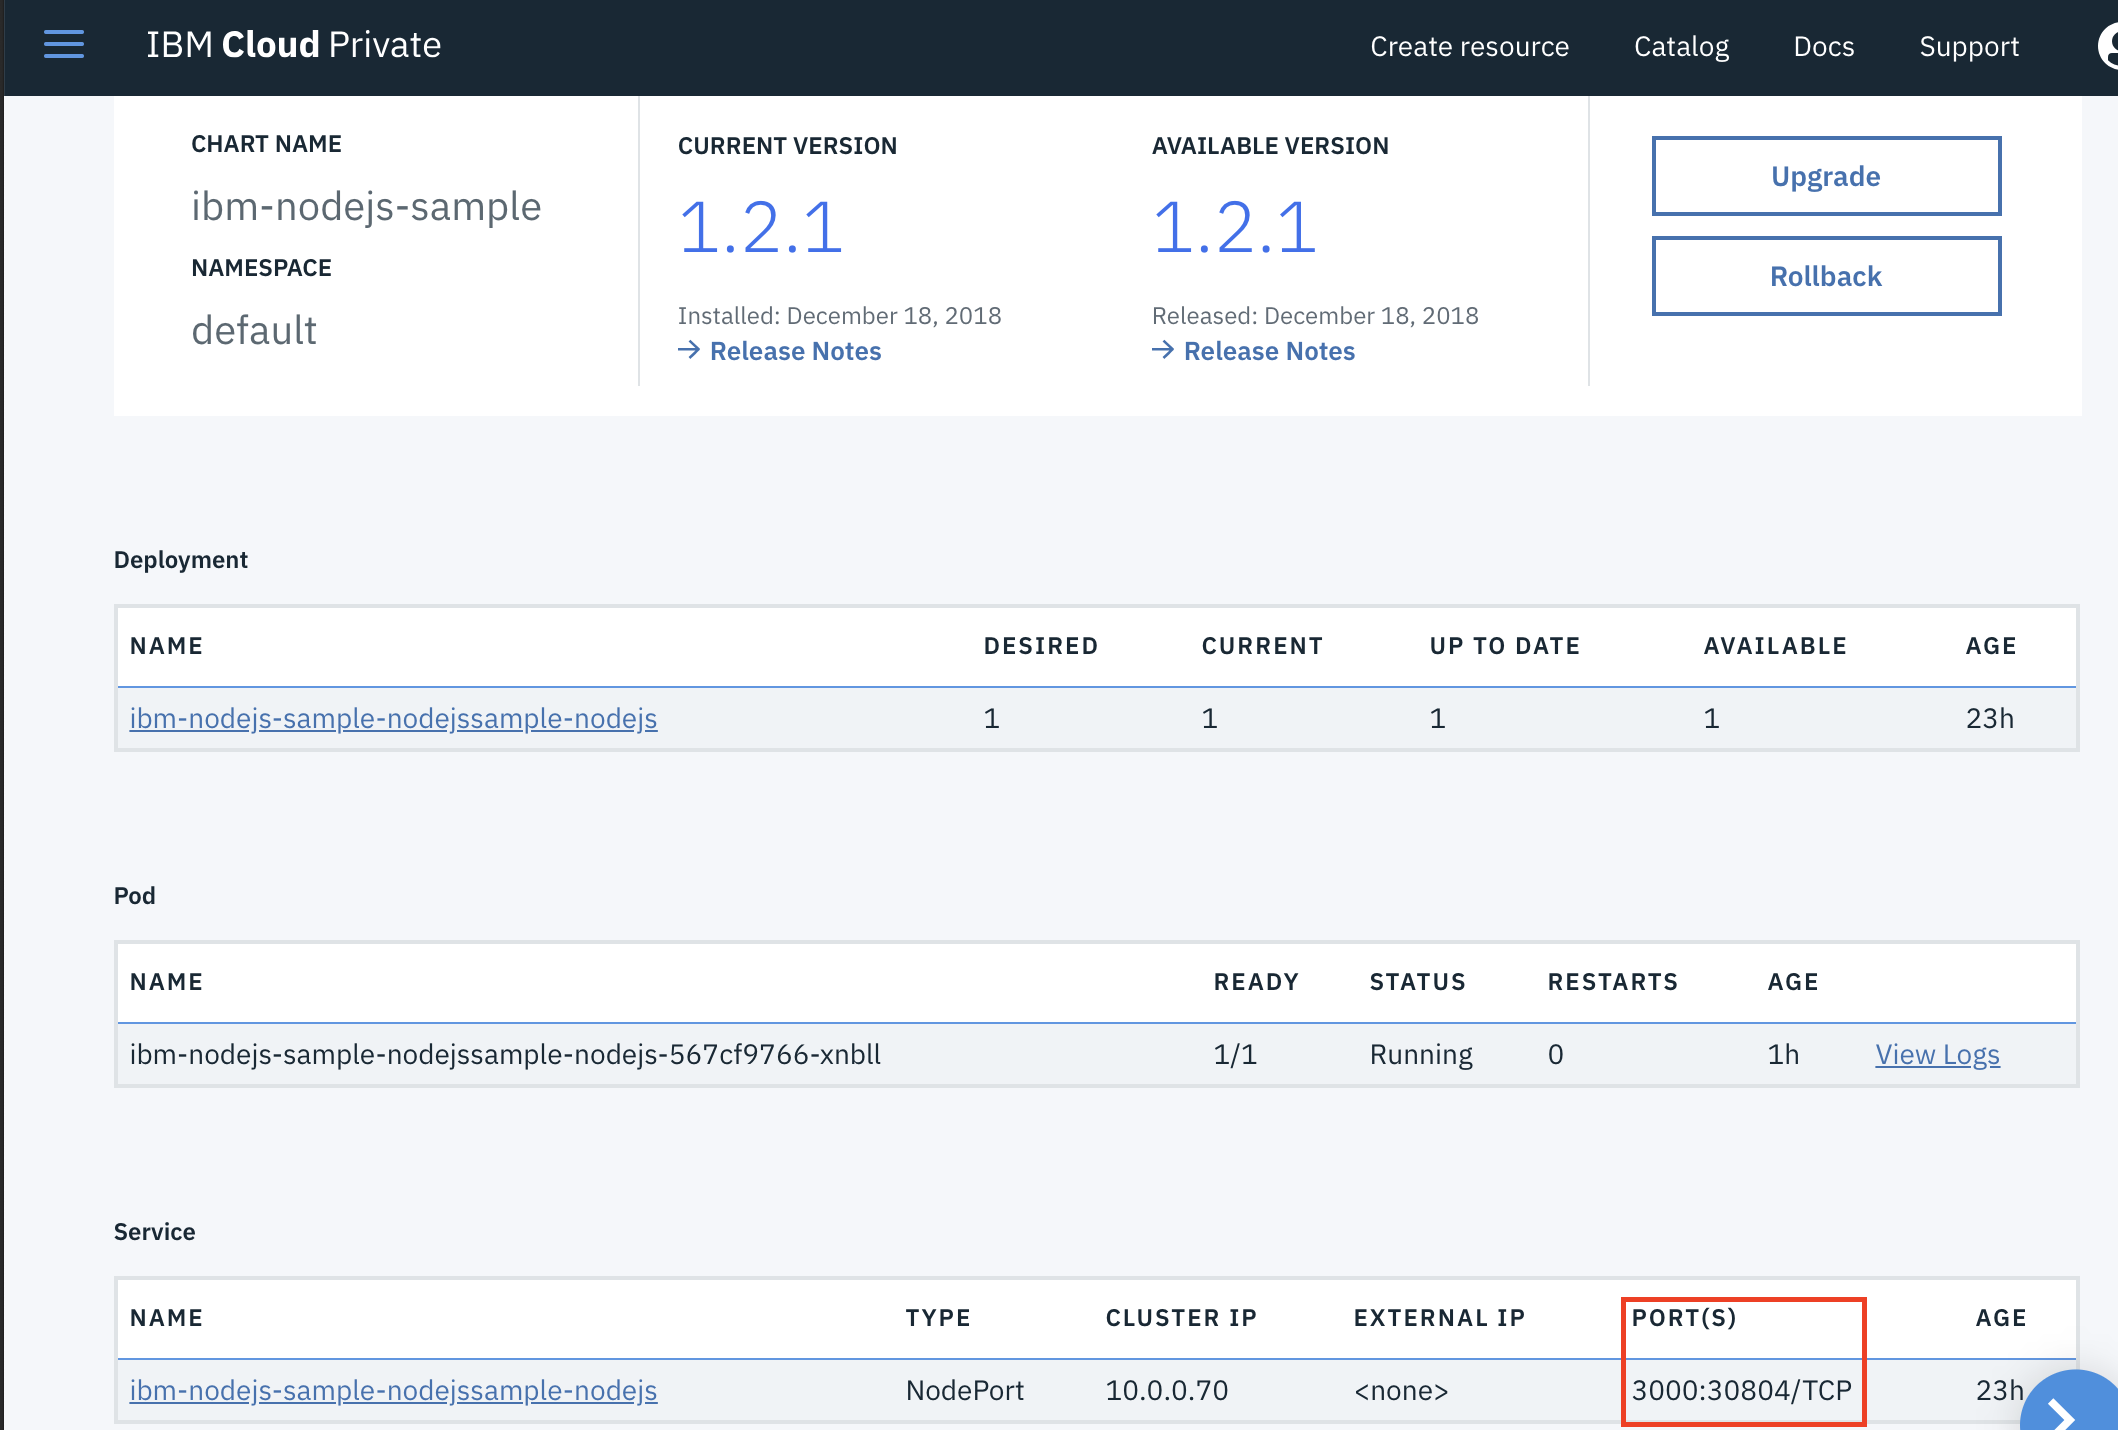 IBM Cloud Private Create resource Catalog Docs Support
CHART NAME
ibm-nodejs-sample
NAMESPACE
default
CURRENT VERSION
1.2.1
Installed: December 18, 2018
→ Release Notes
AVAILABLE VERSION
1.2.1
Released: December 18, 2018
→ Release Notes
Upgrade
Rollback
Deployment
NAME DESIRED CURRENT UP TO DATE AVAILABLE AGE
ibm-nodejs-sample-nodejssample-nodejs 1 1 1 1 23h
Pod
NAME READY STATUS RESTARTS AGE
ibm-nodejs-sample-nodejssample-nodejs-567cf9766-xnbll 1/1 Running 0 1h View Logs
Service
NAME TYPE CLUSTER IP EXTERNAL IP PORT(S) AGE
ibm-nodejs-sample-nodejssample-nodejs NodePort 10.0.0.70 <none> 3000:30804/TCP 23h